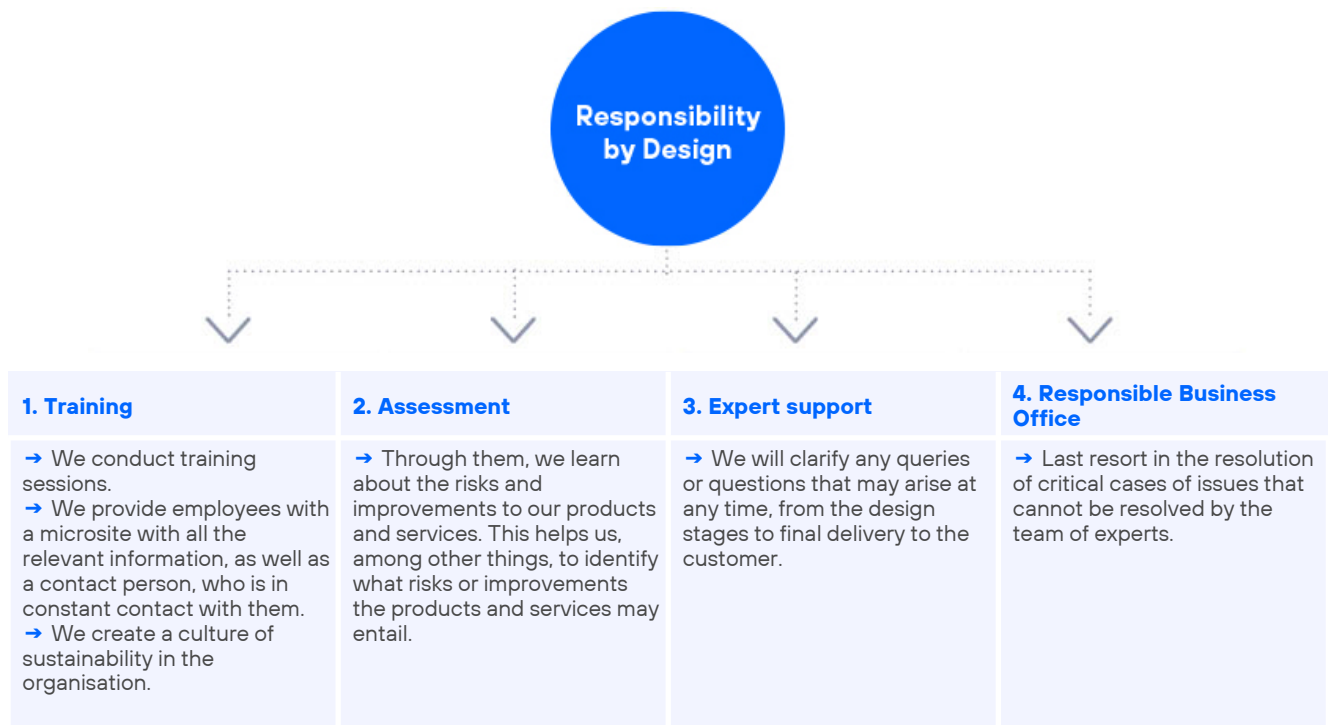 Responsibility
by Design
1. Training
➔ We conduct training
sessions.
➔ We provide employees with
a microsite with all the
relevant information, as well as
a contact person, who is in
constant contact with them.
➔ We create a culture of
sustainability in the
organisation.
2. Assessment
➔ Through them, we learn
about the risks and
improvements to our products
and services. This helps us,
among other things, to identify
what risks or improvements
the products and services may
entail.
3. Expert support
➔ We will clarify any queries
or questions that may arise at
any time, from the design
stages to final delivery to the
customer.
4. Responsible Business
Office
➔ Last resort in the resolution
of critical cases of issues that
cannot be resolved by the
team of experts.